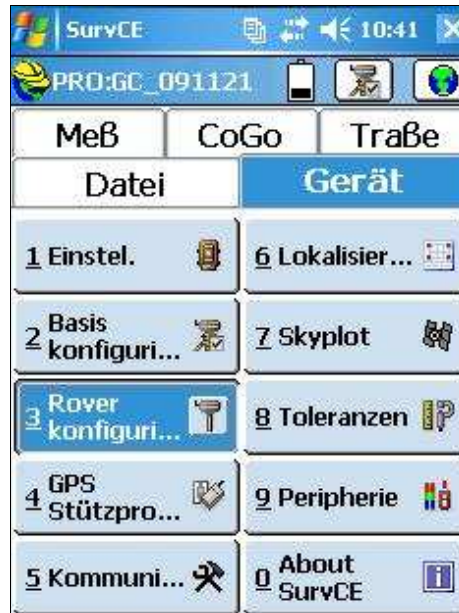 SurvCE 10:41
PRO:GC_091121
Meß CoGo Traße
Datei Gerät
1 Einstel.
6 Lokalisier...
2 Basis
konfiguri...
7 Skyplot
3 Rover
konfiguri...
8 Toleranzen
4 GPS
Stützpro...
9 Peripherie
5 Kommuni...
0 About
SurvCE